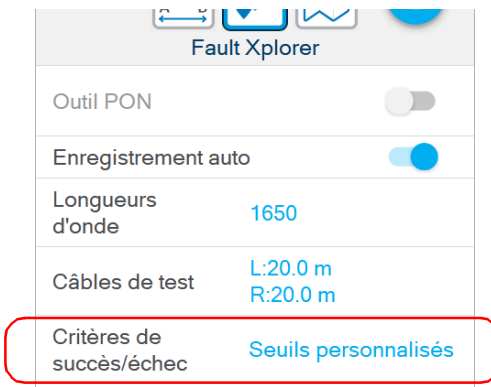 A B
Fault Xplorer
Outil PON
Enregistrement auto
Longueurs
d'onde
1650
Câbles de test
L:20.0 m
R:20.0 m
Critères de
succès/échec
Seuils personnalisés